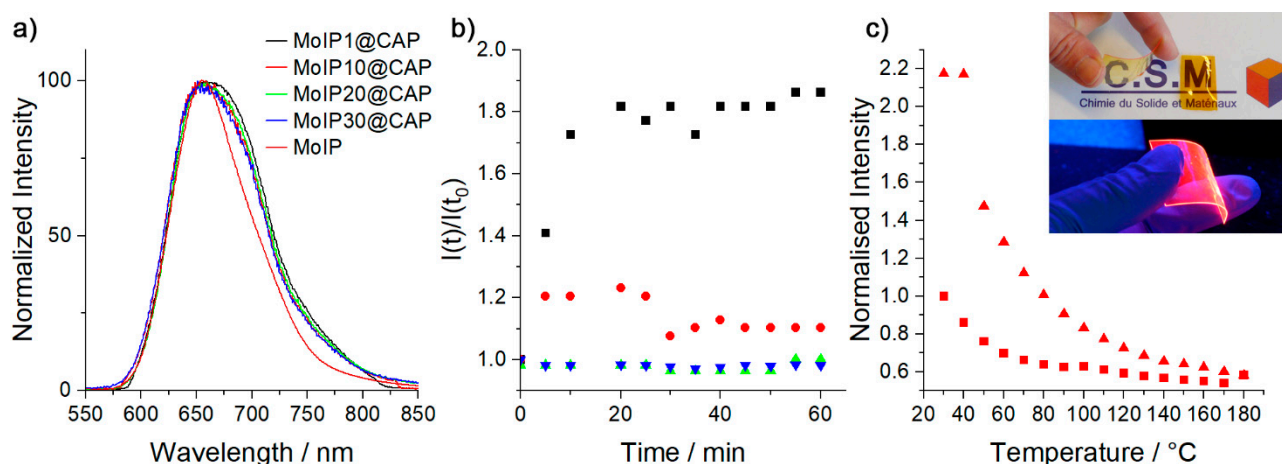 a)
MoIP1@CAP
MoIP10@CAP
MoIP20@CAP
MoIP30@CAP
MoIP
100
50
0
Normalized Intensity
550 600 650 700 750 800 850
Wavelength / nm
b)
2.0
1.8
1.6
1.4
1.2
1.0
I(t)/I(t0)
0 20 40 60
Time / min
c)
2.2
2.0
1.8
1.6
1.4
1.2
1.0
0.8
0.6
Normalised Intensity
20 40 60 80 100 120 140 160 180
Temperature / °C
C.S.M
Chimie du Solide et Matériaux